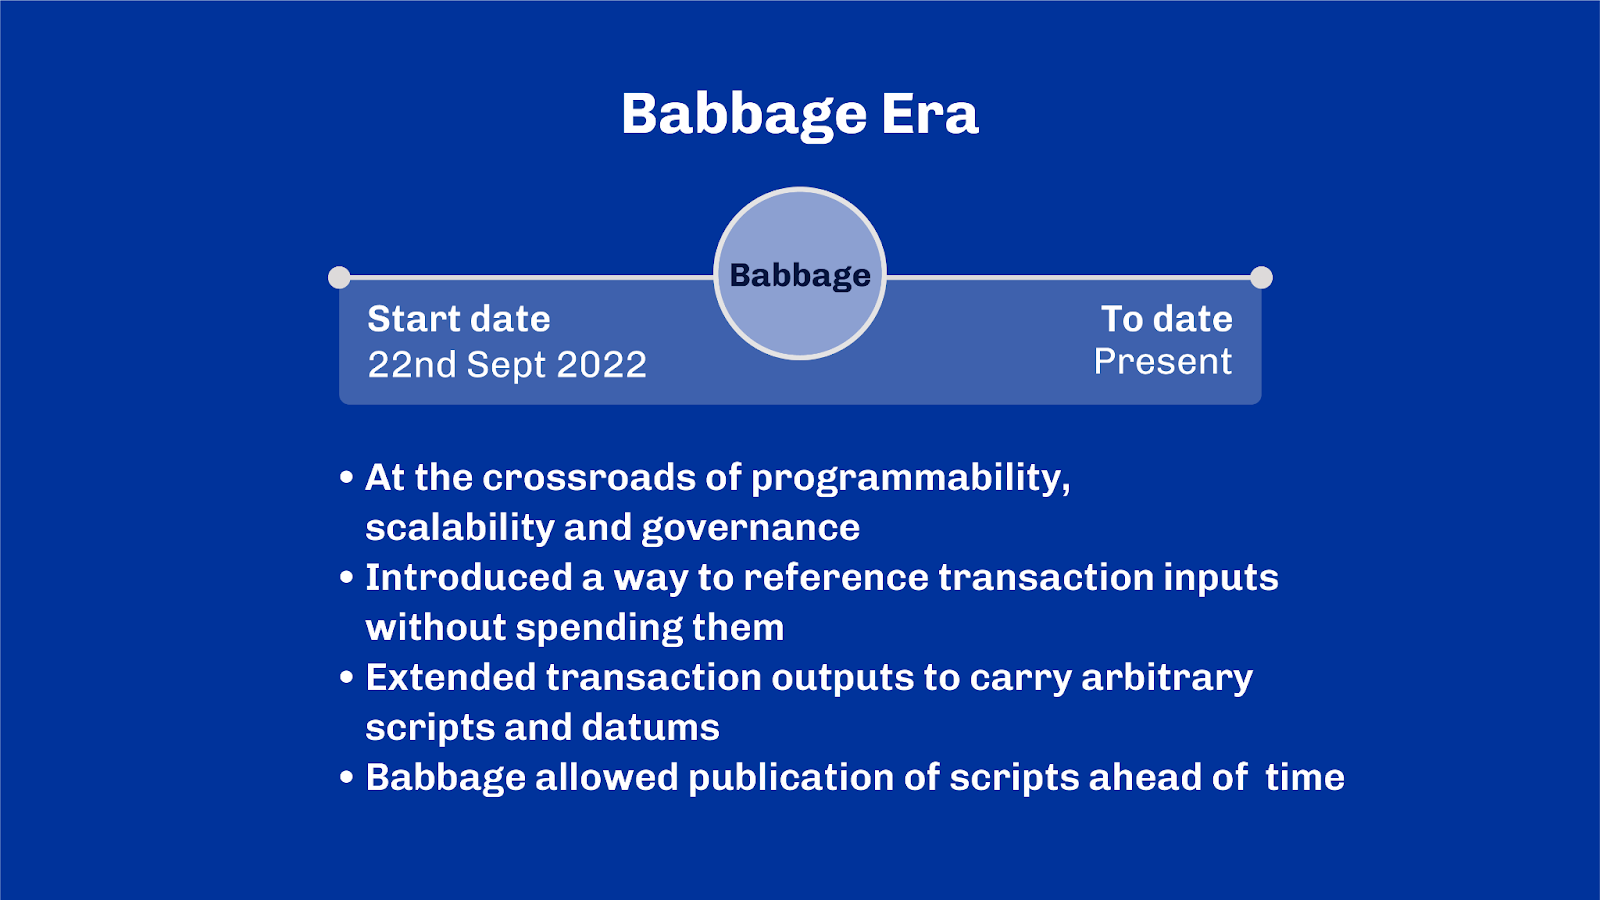 Babbage Era
Babbage
Start date
22nd Sept 2022
To date
Present
• At the crossroads of programmability,
scalability and governance
• Introduced a way to reference transaction inputs
without spending them
• Extended transaction outputs to carry arbitrary
scripts and datums
• Babbage allowed publication of scripts ahead of  time